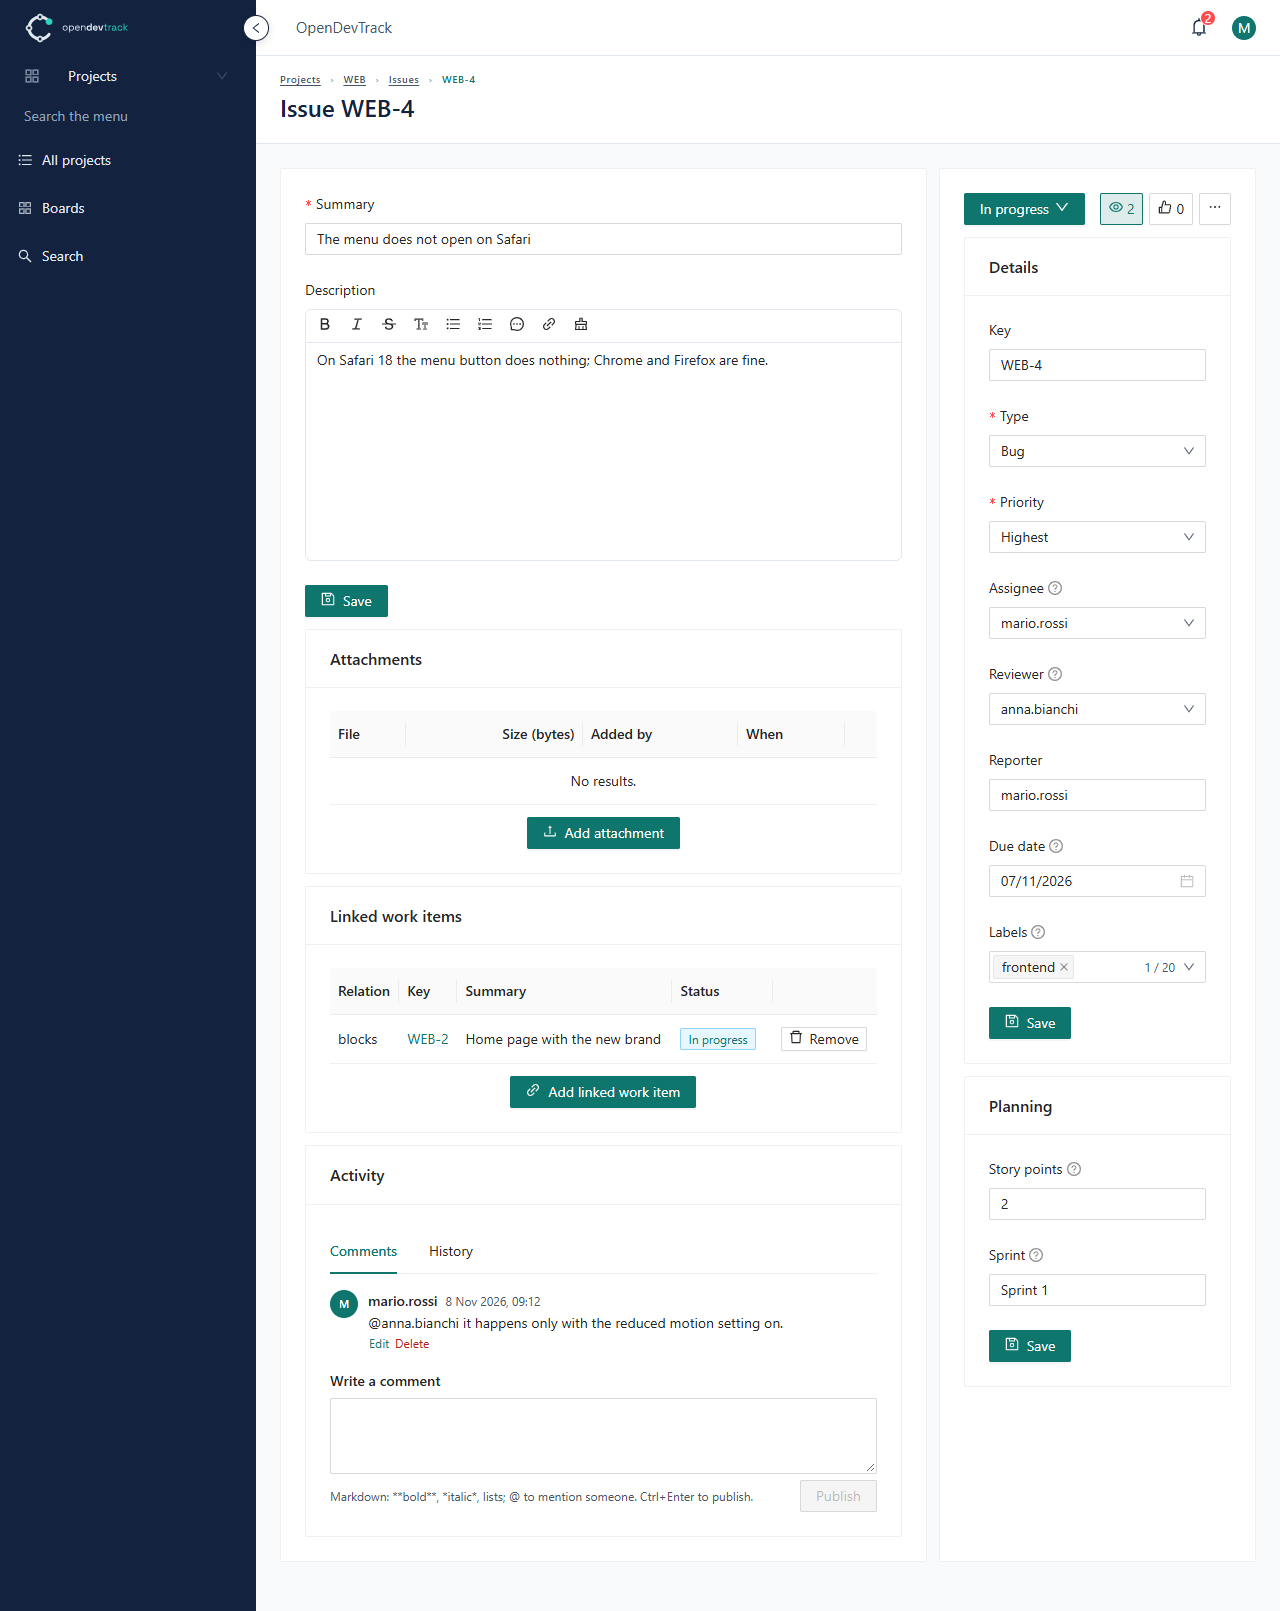 opendevtrack
Projects
Search the menu
All projects
Boards
Search
OpenDevTrack
2
M
Projects › WEB › Issues › WEB-4
Issue WEB-4
* Summary
The menu does not open on Safari
Description
On Safari 18 the menu button does nothing; Chrome and Firefox are fine.
Save
Attachments
File Size (bytes) Added by When
No results.
Add attachment
Linked work items
Relation Key Summary Status
blocks WEB-2 Home page with the new brand In progress Remove
Add linked work item
Activity
Comments History
M mario.rossi 8 Nov 2026, 09:12
@anna.bianchi it happens only with the reduced motion setting on.
Edit Delete
Write a comment
Markdown: **bold**, *italic*, lists; @ to mention someone. Ctrl+Enter to publish.
Publish
In progress 2 0 ···
Details
Key
WEB-4
* Type
Bug
* Priority
Highest
Assignee
mario.rossi
Reviewer
anna.bianchi
Reporter
mario.rossi
Due date
07/11/2026
Labels
frontend 1 / 20
Save
Planning
Story points
2
Sprint
Sprint 1
Save